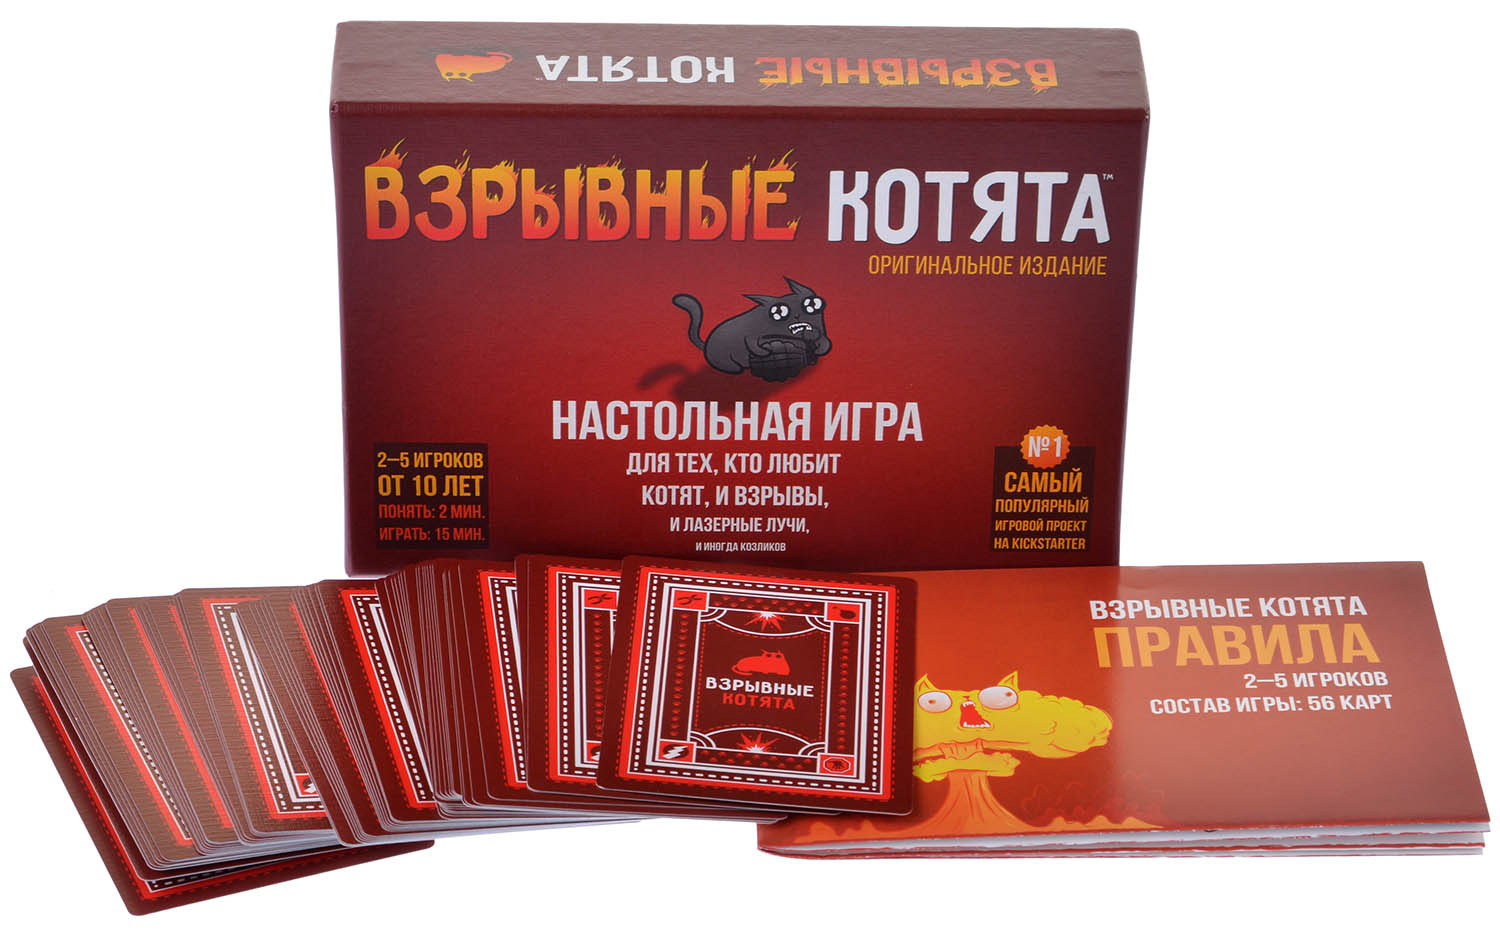 ВЗРЫВНЫЕ КОТЯТА™
ВЗРЫВНЫЕ КОТЯТА™
ОРИГИНАЛЬНОЕ ИЗДАНИЕ
НАСТОЛЬНАЯ ИГРА
ДЛЯ ТЕХ, КТО ЛЮБИТ
КОТЯТ, И ВЗРЫВЫ,
И ЛАЗЕРНЫЕ ЛУЧИ,
И ИНОГДА КОЗЛИКОВ
2–5 ИГРОКОВ
ОТ 10 ЛЕТ
ПОНЯТЬ: 2 МИН.
ИГРАТЬ: 15 МИН.
№1
САМЫЙ
ПОПУЛЯРНЫЙ
ИГРОВОЙ ПРОЕКТ
НА KICKSTARTER
ВЗРЫВНЫЕ
КОТЯТА
ВЗРЫВНЫЕ КОТЯТА
ПРАВИЛА
2–5 ИГРОКОВ
СОСТАВ ИГРЫ: 56 КАРТ